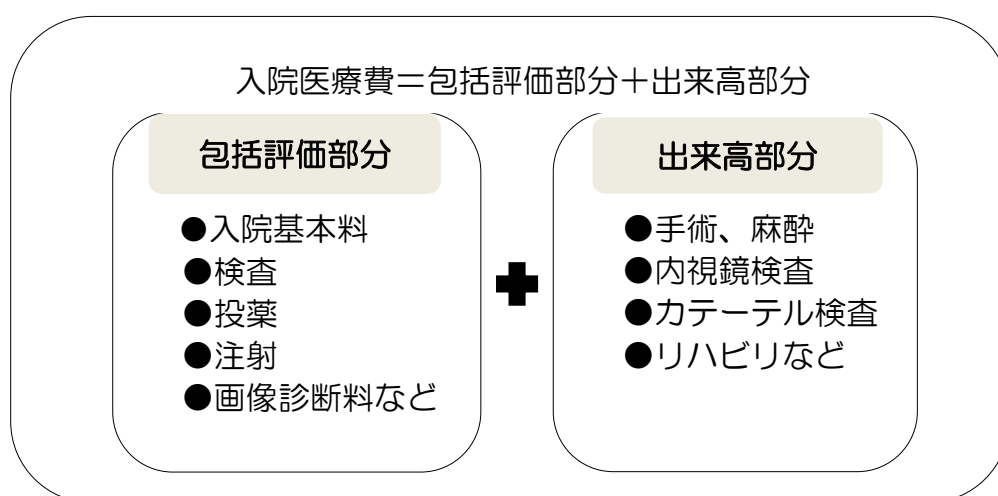 入院医療費＝包括評価部分＋出来高部分
包括評価部分
●入院基本料
●検査
●投薬
●注射
●画像診断料など
出来高部分
●手術、麻酔
●内視鏡検査
●カテーテル検査
●リハビリなど